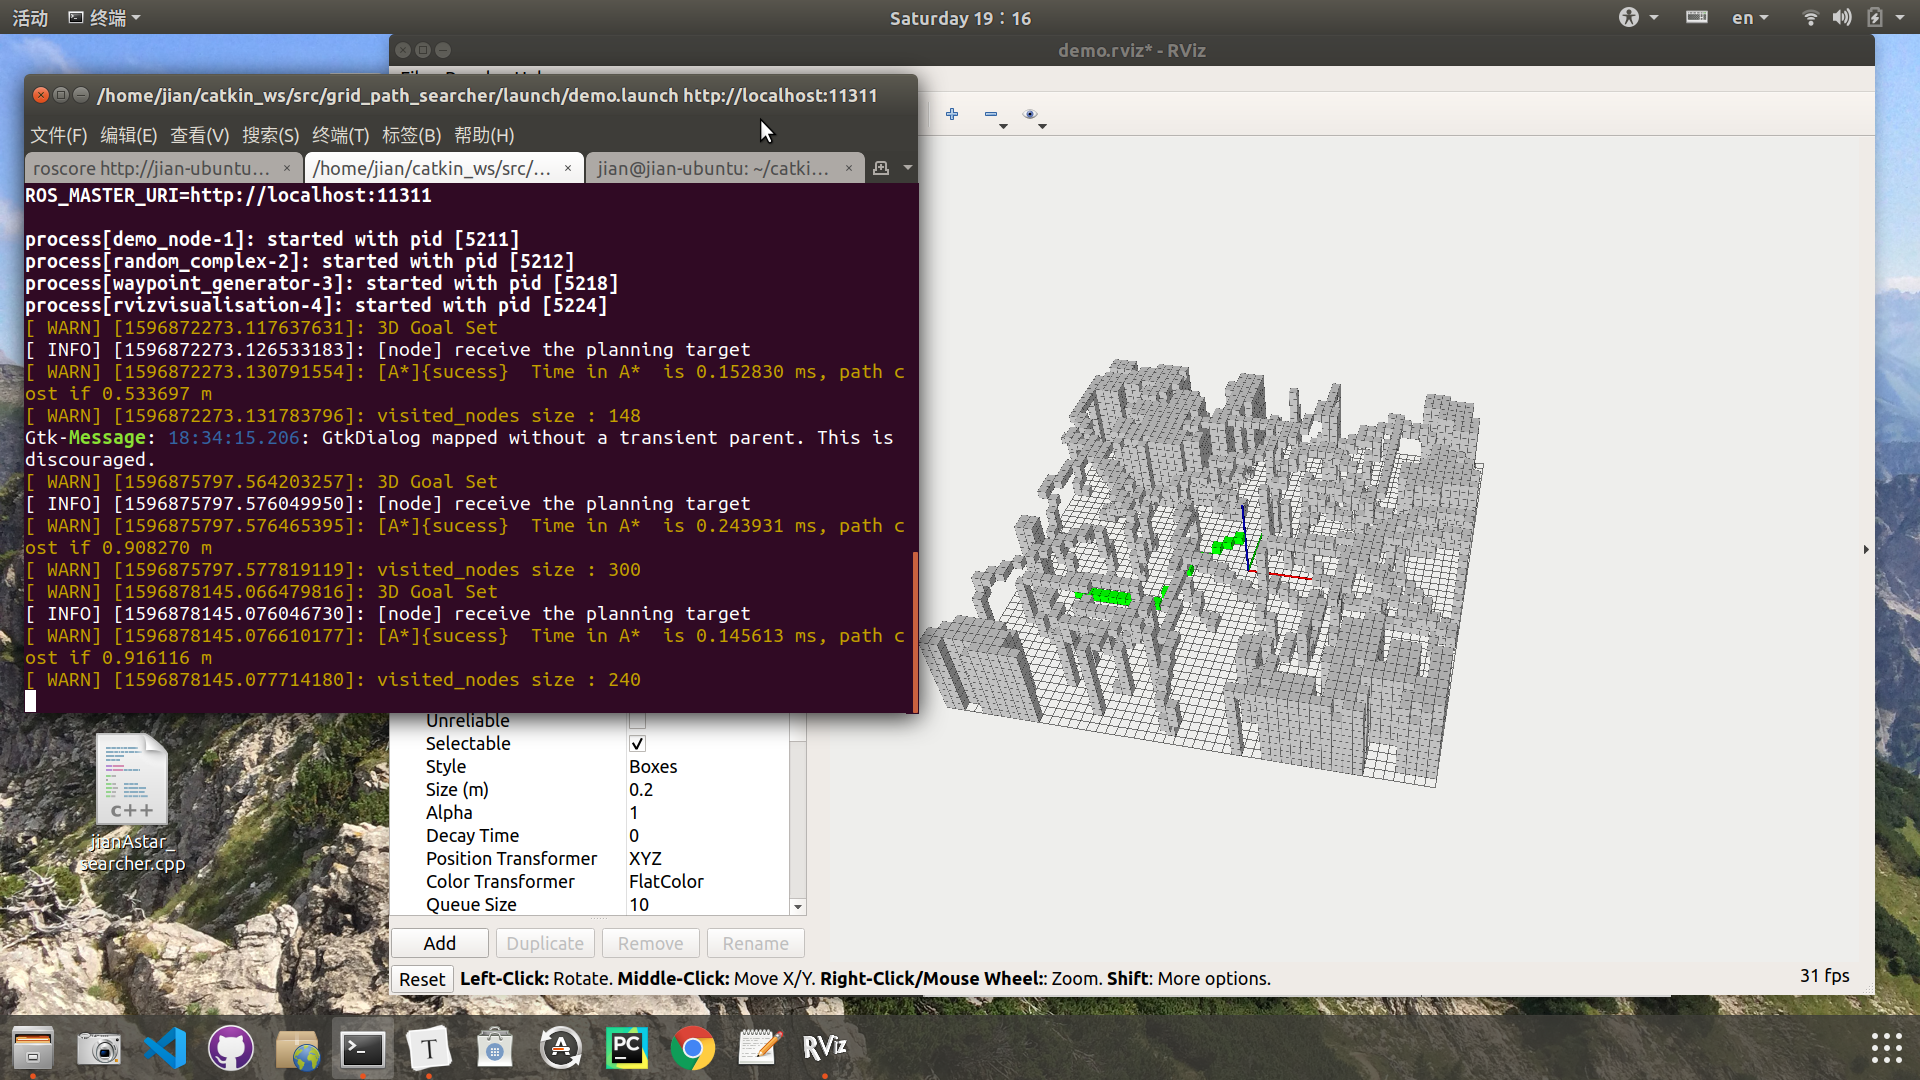 活动 终端 Saturday 19：16 en
demo.rviz* - RViz
/home/jian/catkin_ws/src/grid_path_searcher/launch/demo.launch http://localhost:11311
文件(F) 编辑(E) 查看(V) 搜索(S) 终端(T) 标签(B) 帮助(H)
roscore http://jian-ubuntu... × /home/jian/catkin_ws/src/... × jian@jian-ubuntu: ~/catki... ×
ROS_MASTER_URI=http://localhost:11311
process[demo_node-1]: started with pid [5211]
process[random_complex-2]: started with pid [5212]
process[waypoint_generator-3]: started with pid [5218]
process[rvizvisualisation-4]: started with pid [5224]
[ WARN] [1596872273.117637631]: 3D Goal Set
[ INFO] [1596872273.126533183]: [node] receive the planning target
[ WARN] [1596872273.130791554]: [A*]{sucess}  Time in A*  is 0.152830 ms, path c
ost if 0.533697 m
[ WARN] [1596872273.131783796]: visited_nodes size : 148
Gtk-Message: 18:34:15.206: GtkDialog mapped without a transient parent. This is
discouraged.
[ WARN] [1596875797.564203257]: 3D Goal Set
[ INFO] [1596875797.576049950]: [node] receive the planning target
[ WARN] [1596875797.576465395]: [A*]{sucess}  Time in A*  is 0.243931 ms, path c
ost if 0.908270 m
[ WARN] [1596875797.577819119]: visited_nodes size : 300
[ WARN] [1596878145.066479816]: 3D Goal Set
[ INFO] [1596878145.076046730]: [node] receive the planning target
[ WARN] [1596878145.076610177]: [A*]{sucess}  Time in A*  is 0.145613 ms, path c
ost if 0.916116 m
[ WARN] [1596878145.077714180]: visited_nodes size : 240
Unreliable
Selectable
Style Boxes
Size (m) 0.2
Alpha 1
Decay Time 0
Position Transformer XYZ
Color Transformer FlatColor
Queue Size 10
Add Duplicate Remove Rename
Reset Left-Click: Rotate. Middle-Click: Move X/Y. Right-Click/Mouse Wheel:: Zoom. Shift: More options. 31 fps
c++
jianAstar_
searcher.cpp
>_ T A PC RViz